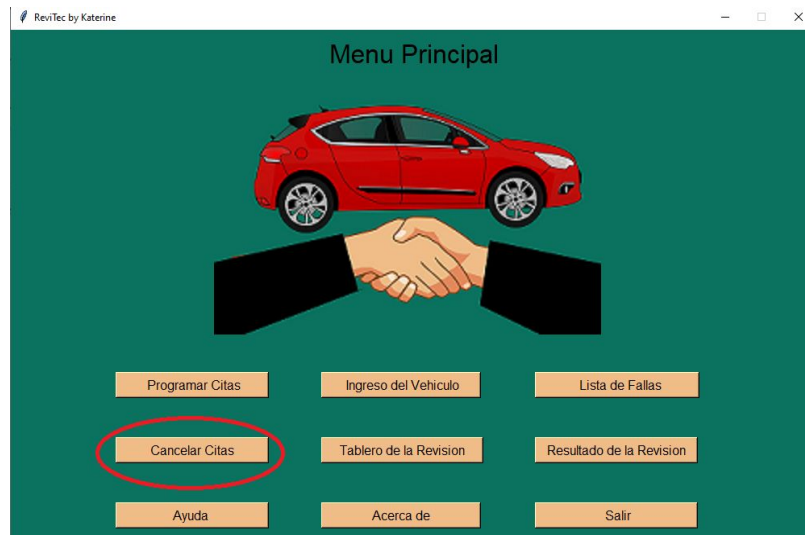 ReviTec by Katerine
Menu Principal
Programar Citas
Ingreso del Vehiculo
Lista de Fallas
Cancelar Citas
Tablero de la Revision
Resultado de la Revision
Ayuda
Acerca de
Salir